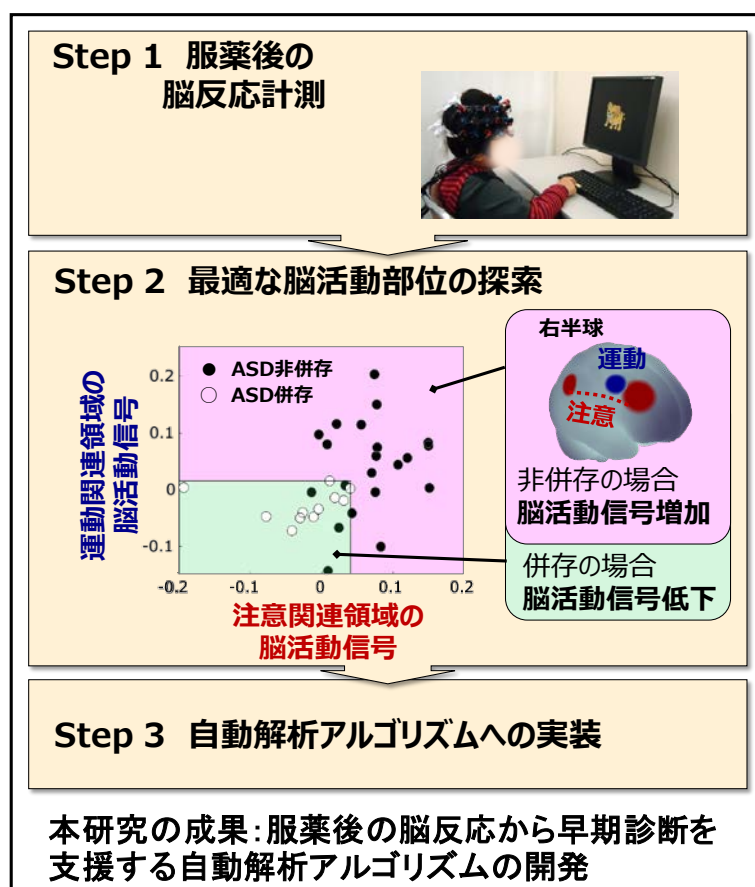 Step 1 服薬後の
脳反応計測
Step 2 最適な脳活動部位の探索
運動関連領域の
脳活動信号
● ASD非併存
○ ASD併存
0.2
0.1
0
-0.1
-0.2
-0.1
0
0.1
0.2
注意関連領域の
脳活動信号
右半球
運動
注意
非併存の場合
脳活動信号増加
併存の場合
脳活動信号低下
Step 3 自動解析アルゴリズムへの実装
本研究の成果:服薬後の脳反応から早期診断を
支援する自動解析アルゴリズムの開発